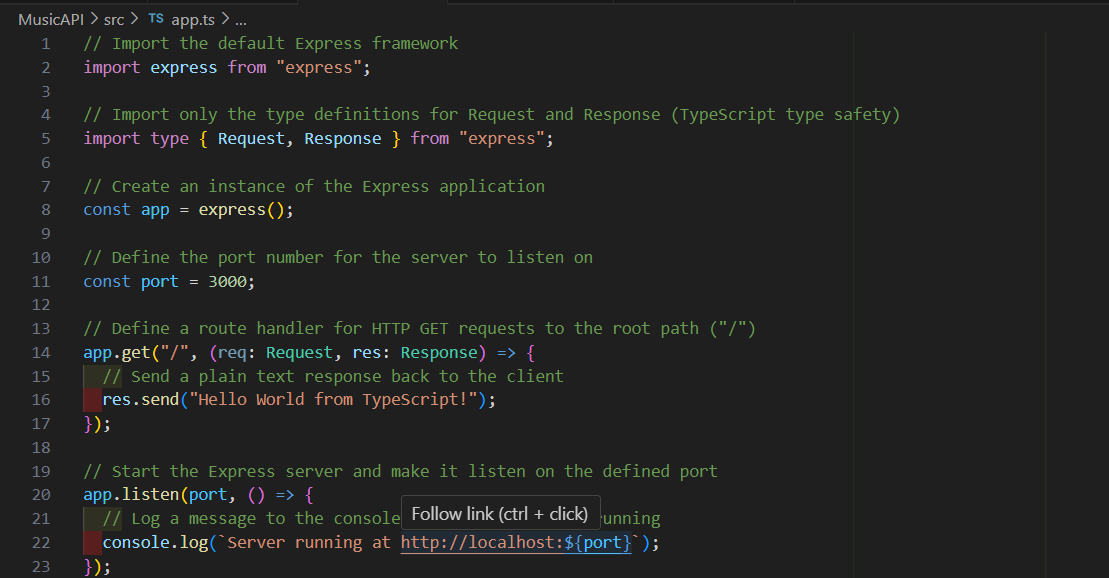 MusicAPI > src > TS app.ts > ...
1 // Import the default Express framework
2 import express from "express";
3
4 // Import only the type definitions for Request and Response (TypeScript type safety)
5 import type { Request, Response } from "express";
6
7 // Create an instance of the Express application
8 const app = express();
9
10 // Define the port number for the server to listen on
11 const port = 3000;
12
13 // Define a route handler for HTTP GET requests to the root path ("/")
14 app.get("/", (req: Request, res: Response) => {
15 // Send a plain text response back to the client
16 res.send("Hello World from TypeScript!");
17 });
18
19 // Start the Express server and make it listen on the defined port
20 app.listen(port, () => {
Follow link (ctrl + click)
21 // Log a message to the console unning
22 console.log(`Server running at http://localhost:${port}`);
23 });